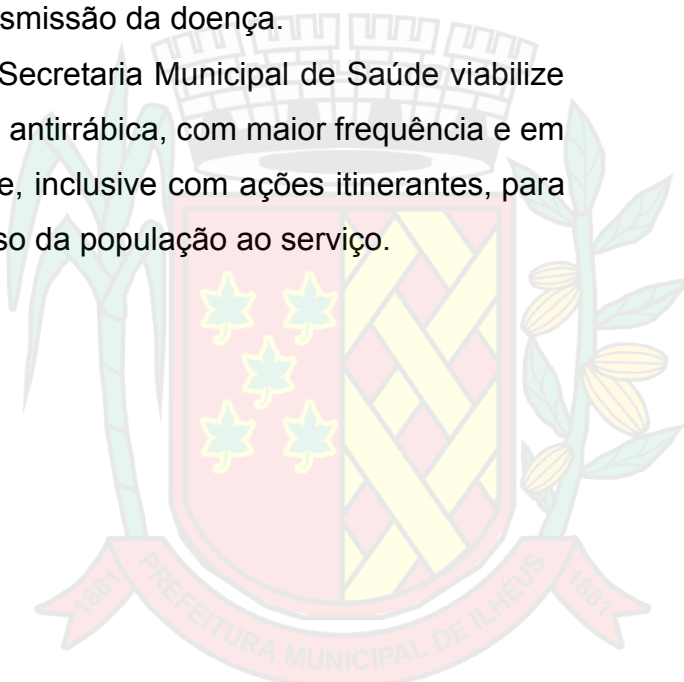 smissão da doença.
Secretaria Municipal de Saúde viabilize
antirrábica, com maior frequência e em
e, inclusive com ações itinerantes, para
so da população ao serviço.
1881 PREFEITURA MUNICIPAL DE ILHÉUS 1881